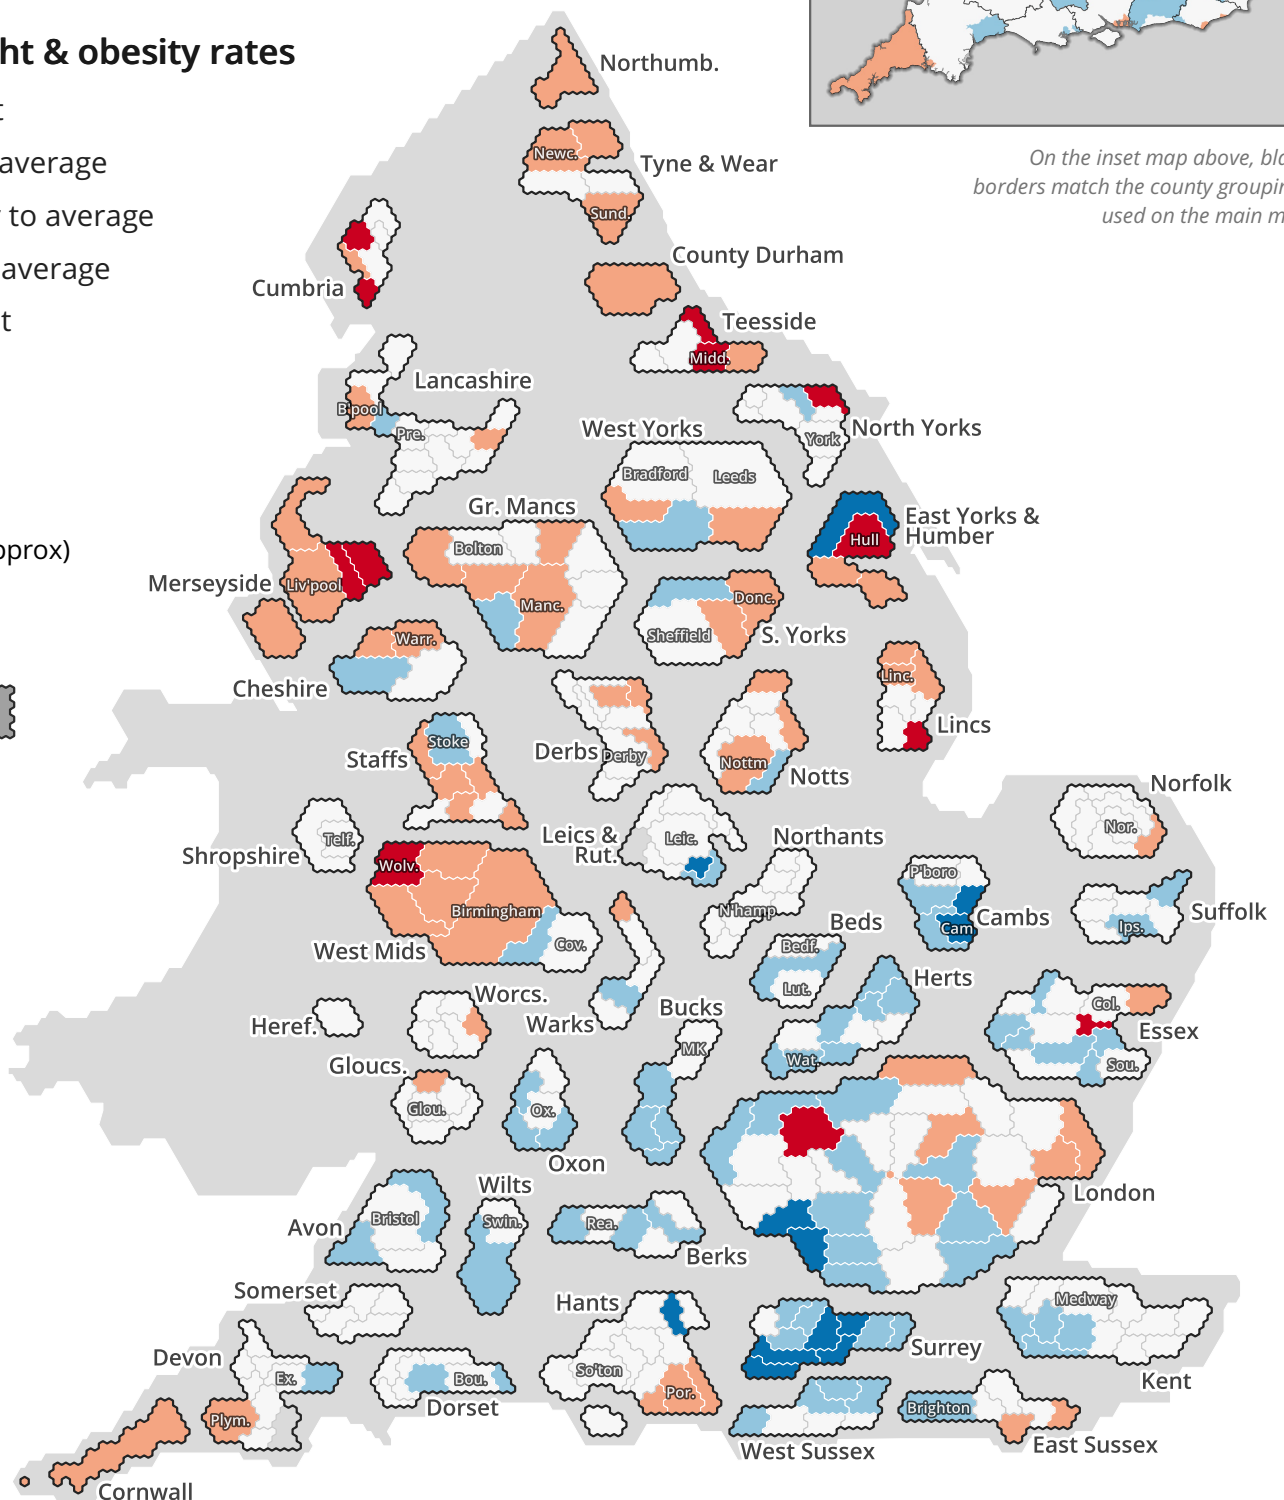 ht & obesity rates
t
average
r to average
average
t
pprox)
On the inset map above, bla
borders match the county groupin
used on the main m
Northumb.
Newc.
Tyne & Wear
Sund.
County Durham
Cumbria
Teesside
Midd.
Lancashire
B'pool
Pre.
North Yorks
York
West Yorks
Bradford
Leeds
Gr. Mancs
Bolton
Manc.
East Yorks &
Humber
Hull
Merseyside
Liv'pool
Donc.
Sheffield
S. Yorks
Warr.
Cheshire
Linc.
Lincs
Stoke
Staffs
Derbs
Derby
Nottm
Notts
Norfolk
Nor.
Telf.
Shropshire
Leics &
Rut.
Leic.
Northants
N'hamp
Wolv.
Birmingham
Cov.
West Mids
P'boro
Cambs
Cam
Suffolk
Ips.
Beds
Bedf.
Lut.
Herts
Wat.
Worcs.
Heref.
Warks
Bucks
MK
Col.
Essex
Sou.
Gloucs.
Glou.
Ox.
Oxon
London
Wilts
Swin.
Avon
Bristol
Rea.
Berks
Somerset
Hants
So'ton
Por.
Surrey
Medway
Kent
Devon
Ex.
Plym.
Bou.
Dorset
West Sussex
Brighton
East Sussex
Cornwall